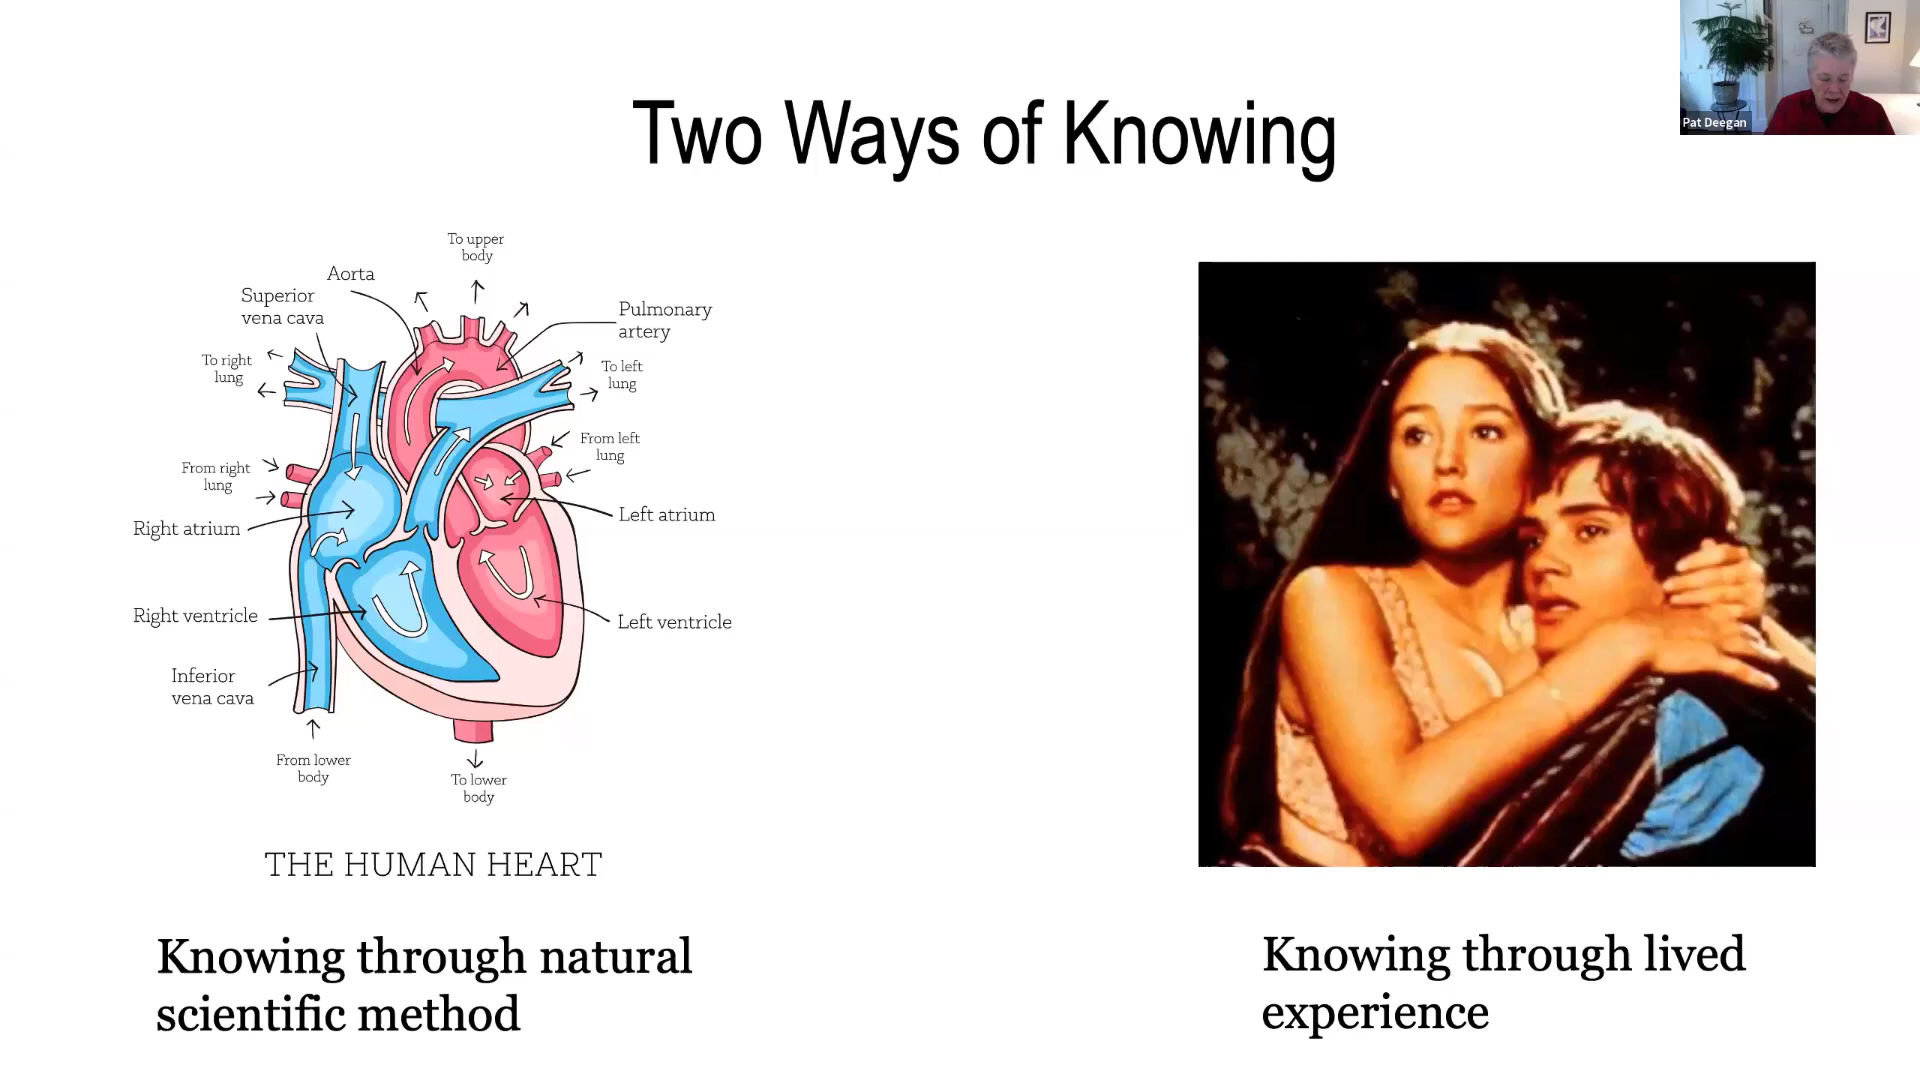 Pat Deegan
Two Ways of Knowing
To upper
body
Aorta
Superior
vena cava
Pulmonary
artery
To right
lung
To left
lung
From left
lung
From right
lung
Left atrium
Right atrium
Right ventricle
Left ventricle
Inferior
vena cava
From lower
body
To lower
body
THE HUMAN HEART
Knowing through natural
scientific method
Knowing through lived
experience